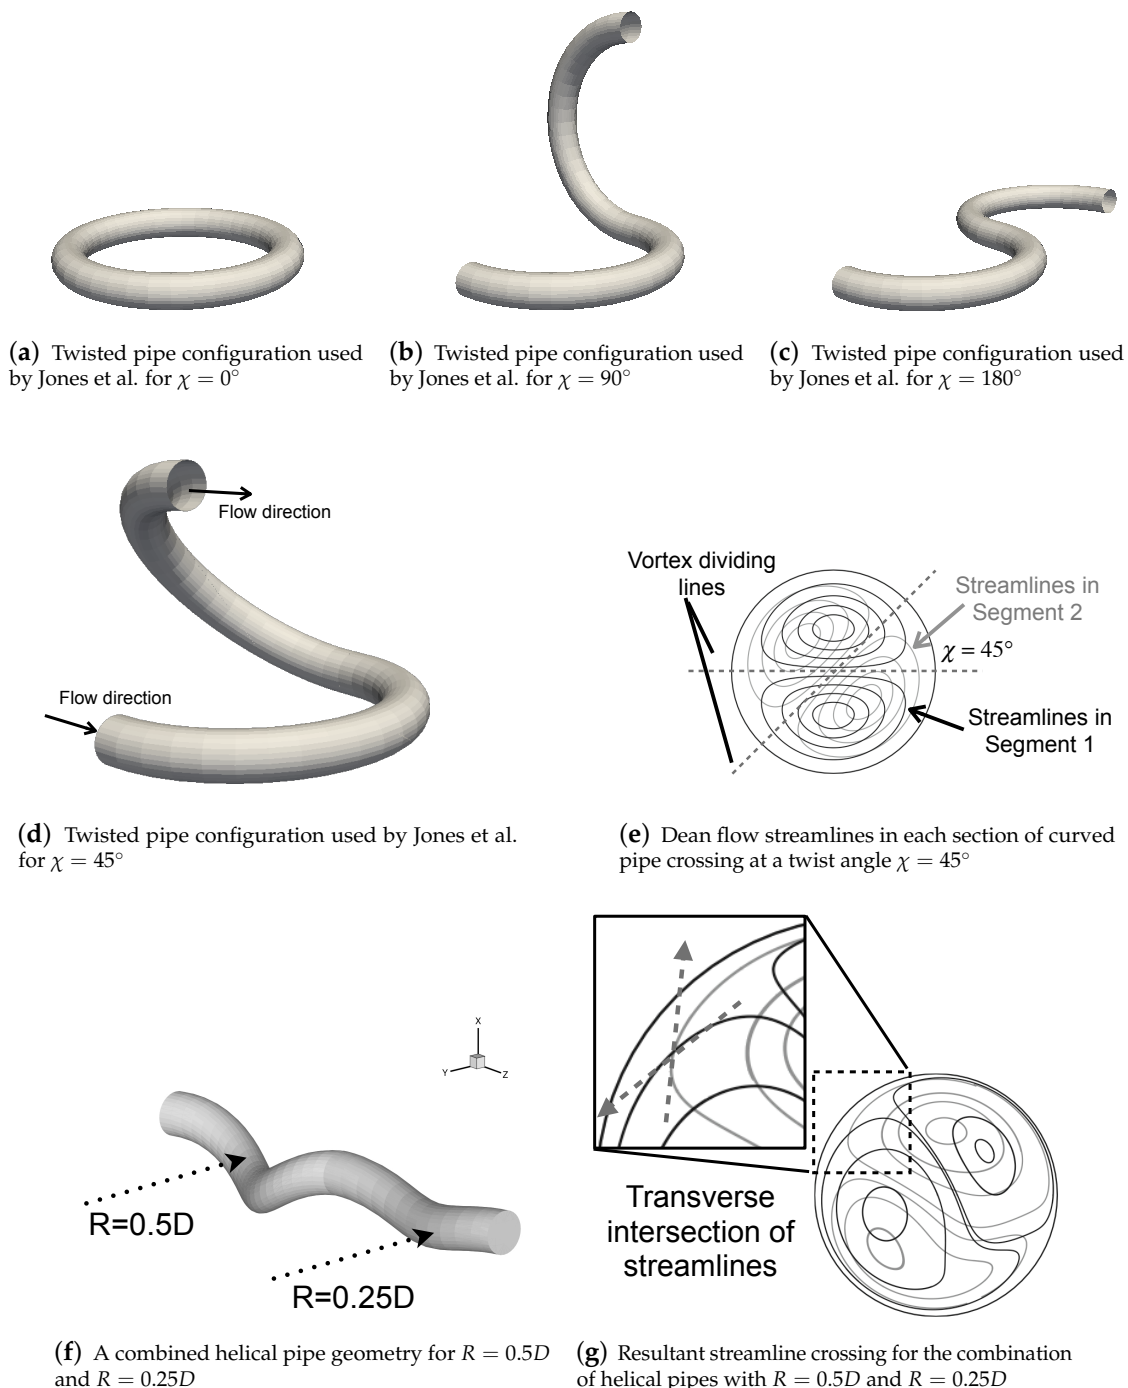 (a) Twisted pipe configuration used
by Jones et al. for χ = 0°
(b) Twisted pipe configuration used
by Jones et al. for χ = 90°
(c) Twisted pipe configuration used
by Jones et al. for χ = 180°
Flow direction
Flow direction
Vortex dividing
lines
Streamlines in
Segment 2
χ = 45°
Streamlines in
Segment 1
(d) Twisted pipe configuration used by Jones et al.
for χ = 45°
(e) Dean flow streamlines in each section of curved
pipe crossing at a twist angle χ = 45°
X
Y
Z
R=0.5D
R=0.25D
Transverse
intersection of
streamlines
(f) A combined helical pipe geometry for R = 0.5D
and R = 0.25D
(g) Resultant streamline crossing for the combination
of helical pipes with R = 0.5D and R = 0.25D